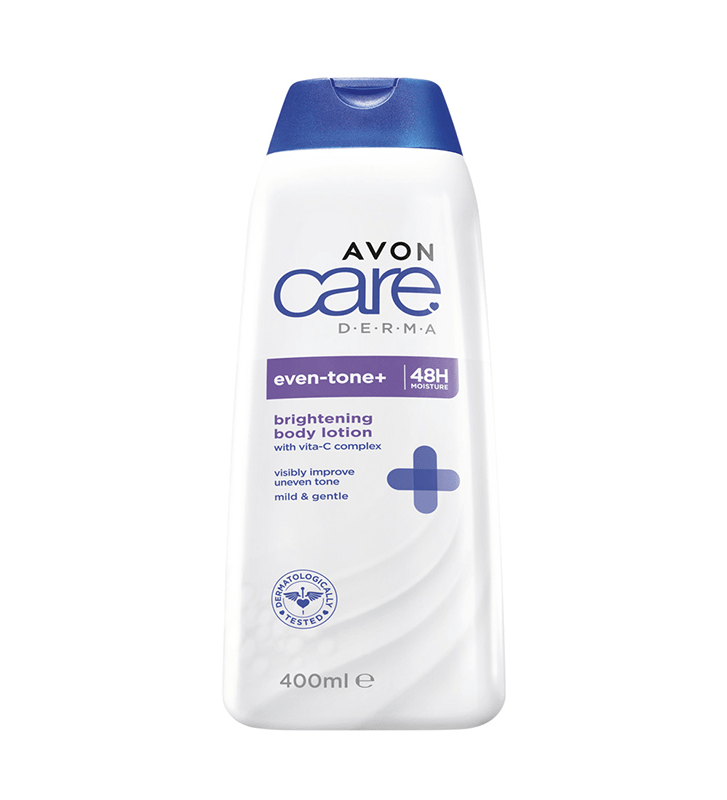 AVON
care
D·E·R·M·A
even-tone+ 48H MOISTURE
brightening
body lotion
with vita-C complex
visibly improve
uneven tone
mild & gentle
DERMATOLOGICALLY
TESTED
400ml ℮